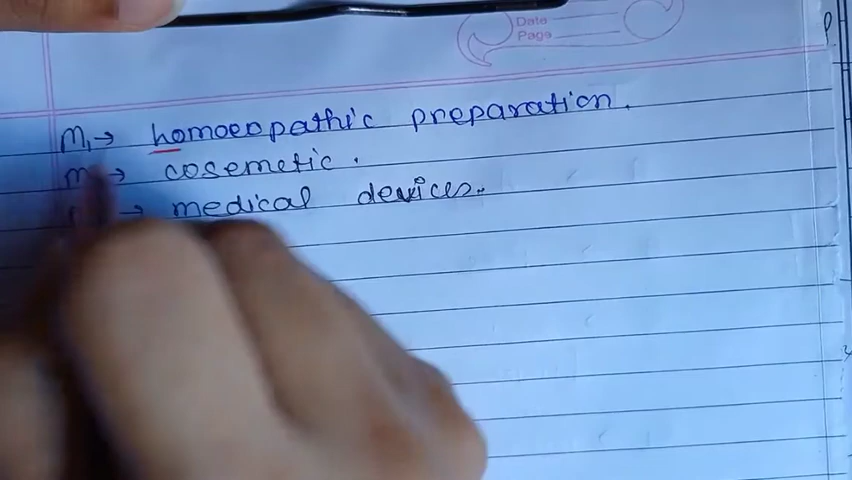 Date
Page
M₁→ homoeopathic preparation.
M → cosemetic.
→ medical devices.